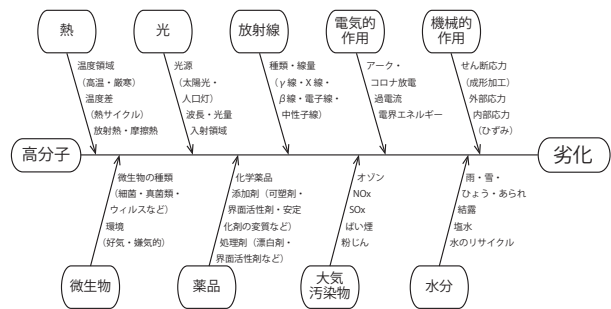 熱
光
放射線
電気的
作用
機械的
作用
温度領域
（高温・厳寒）
温度差
（熱サイクル）
放射熱・摩擦熱
光源
（太陽光・
人口灯）
波長・光量
入射領域
種類・線量
（γ線・X線・
β線・電子線・
中性子線）
アーク・
コロナ放電
過電流
電界エネルギー
せん断応力
（成形加工）
外部応力
内部応力
（ひずみ）
高分子
劣化
微生物の種類
（細菌・真菌類・
ウィルスなど）
環境
（好気・嫌気的）
化学薬品
添加剤（可塑剤・
界面活性剤・安定
化剤の変質など）
処理剤（漂白剤・
界面活性剤など）
オゾン
NOx
SOx
ばい煙
粉じん
雨・雪・
ひょう・あられ
結露
塩水
水のリサイクル
微生物
薬品
大気
汚染物
水分